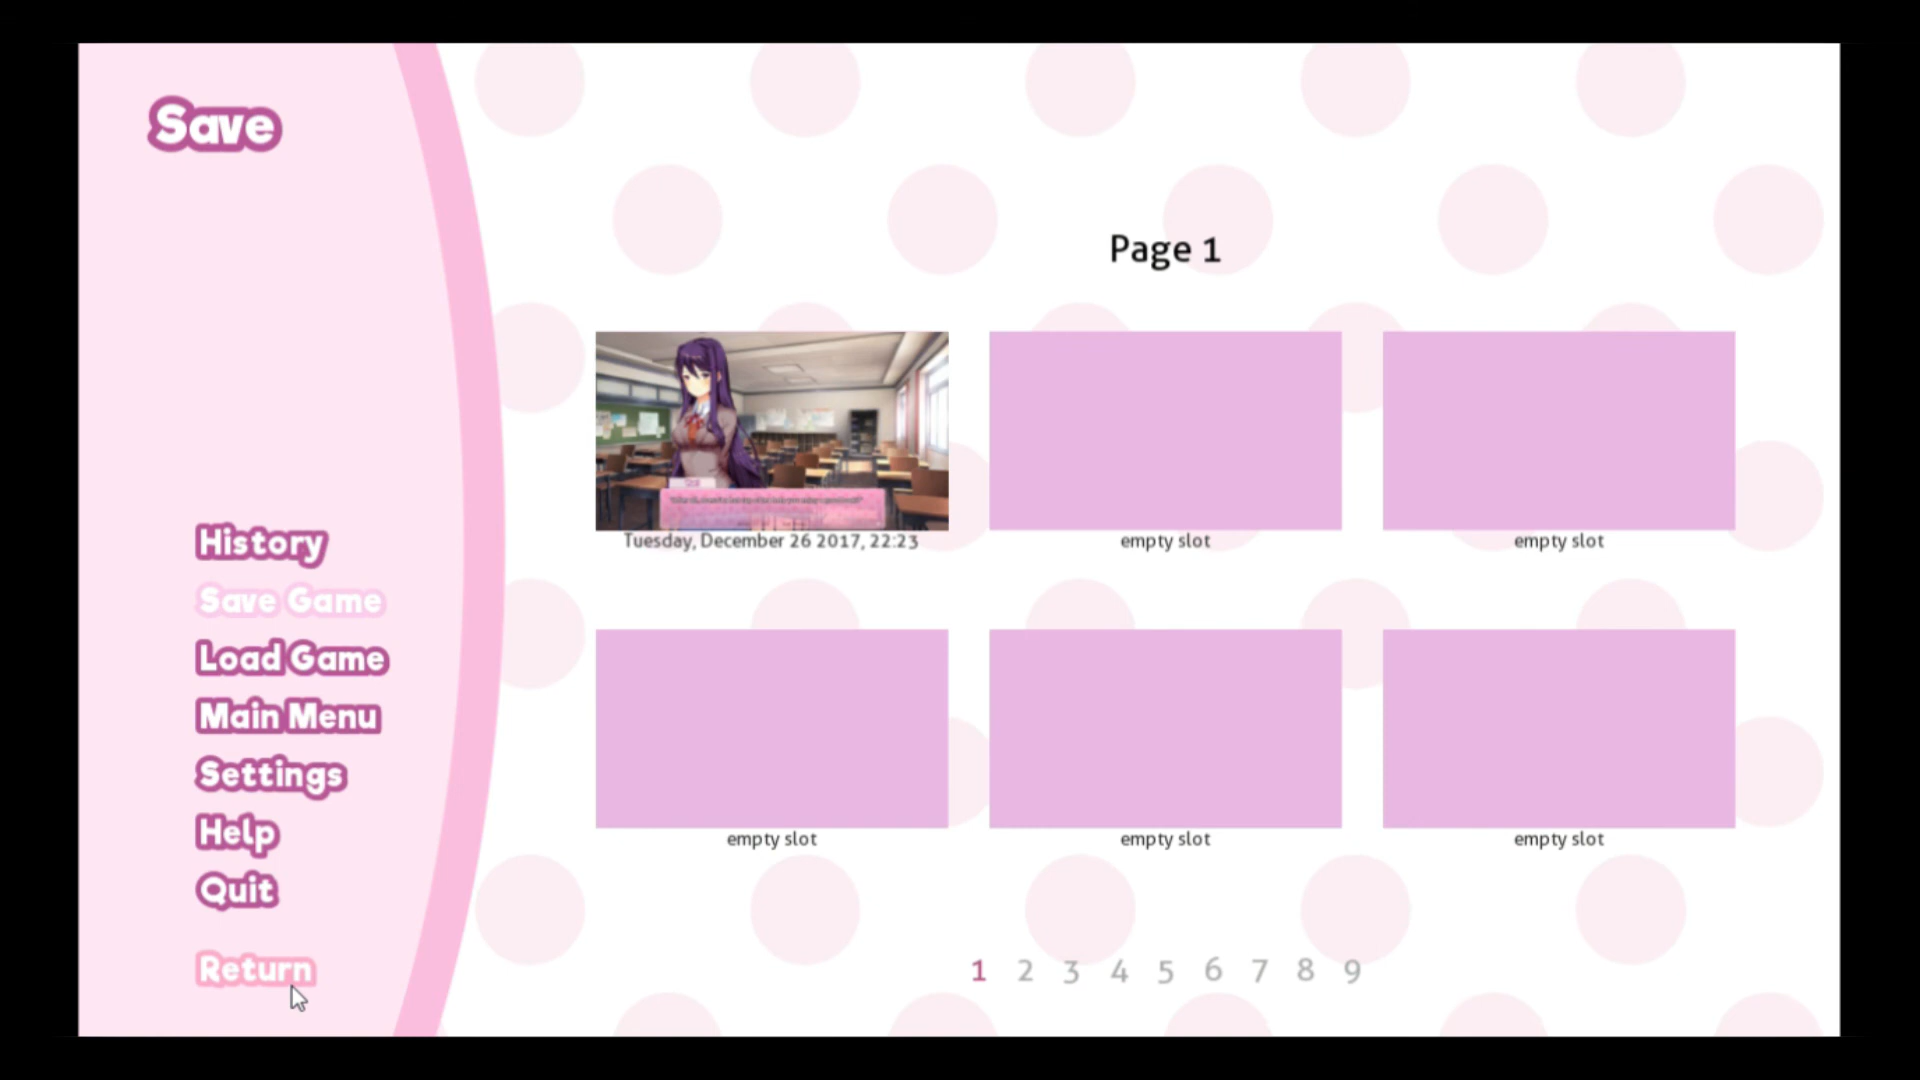 Save
Page 1
Tuesday, December 26 2017, 22:23
empty slot
empty slot
History
Save Game
Load Game
Main Menu
Settings
Help
Quit
Return
empty slot
empty slot
empty slot
1 2 3 4 5 6 7 8 9